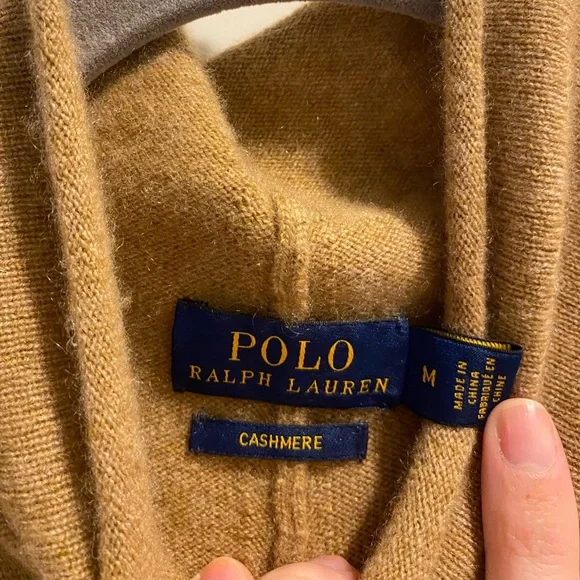 POLO
RALPH LAUREN
CASHMERE
M
MADE IN
CHINA
FABRIQUÉ EN
CHINE